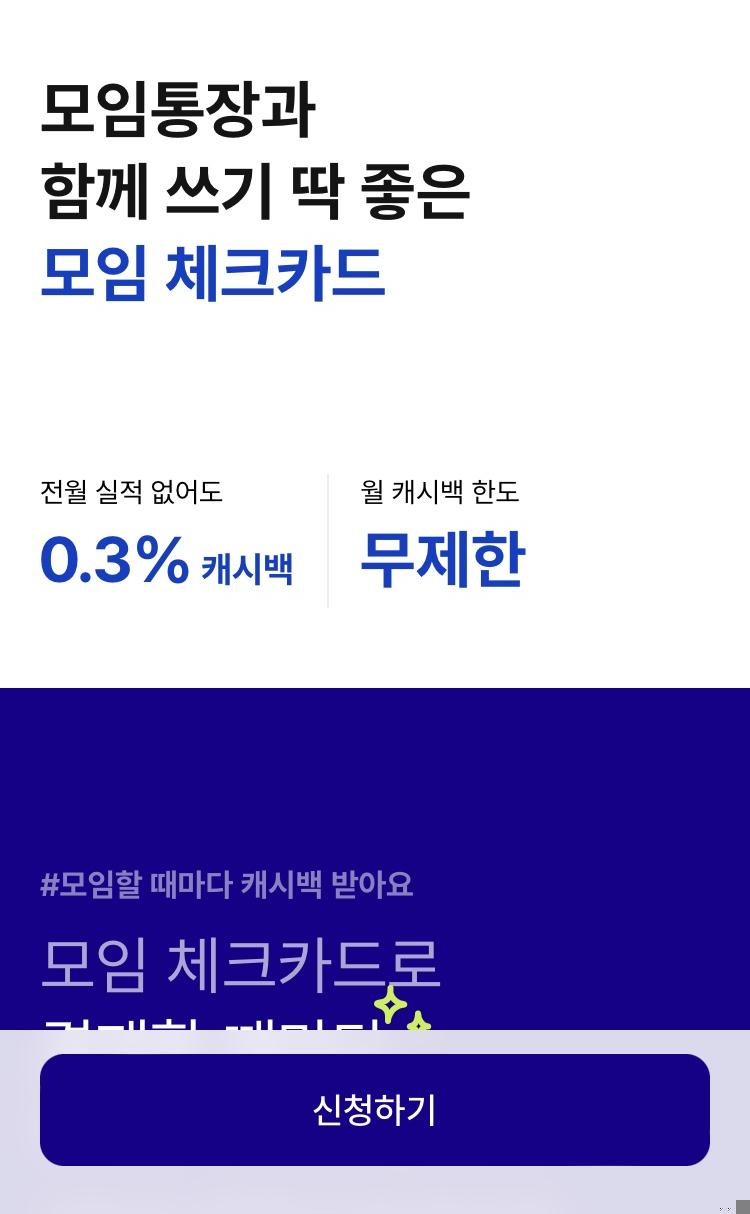 모임통장과
함께 쓰기 딱 좋은
모임 체크카드
전월 실적 없어도
0.3% 캐시백
월 캐시백 한도
무제한
#모임할 때마다 캐시백 받아요
모임 체크카드로
신청하기